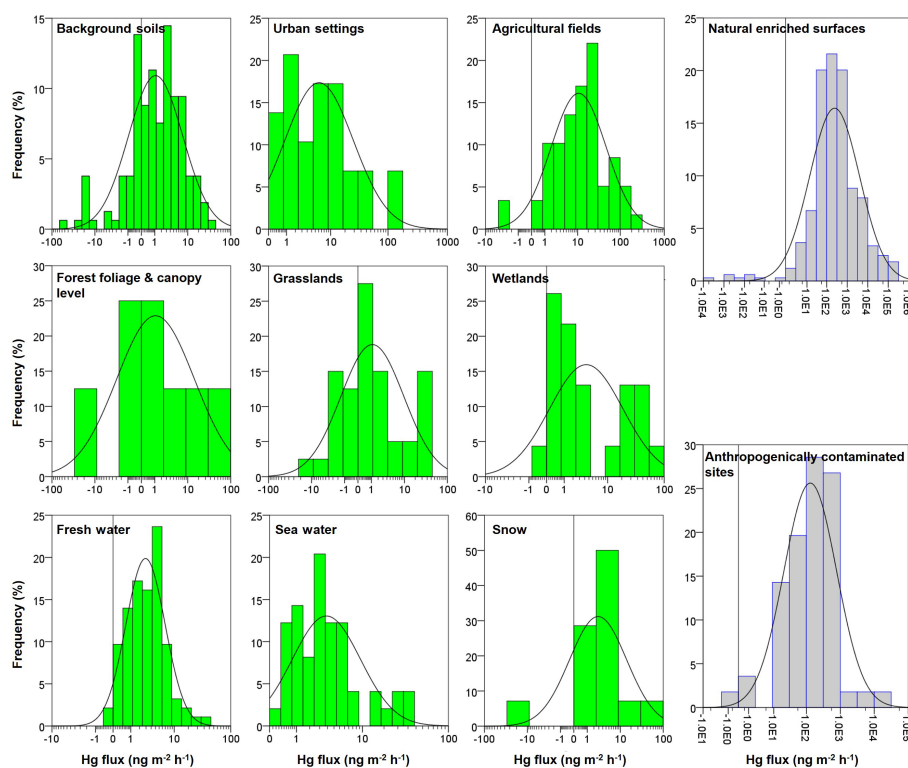 Background soils
Urban settings
Agricultural fields
Natural enriched surfaces
Frequency (%)
15
10
5
0
-100 -10 -1 0 1 10 100
25
20
15
10
5
0
0 1 10 100 1000
25
20
15
10
5
0
-100 -10 0 1 10 100 1000
25
20
15
10
5
0
-1.0E4 -1.0E3 -1.0E2 -1.0E1 -1.0E0 1.0E1 1.0E2 1.0E3 1.0E4 1.0E5 1.0E6
Forest foliage & canopy
level
Grasslands
Wetlands
Frequency (%)
30
25
20
15
10
5
0
-100 -10 -1 0 1 10 100
30
25
20
15
10
5
0
-100 -10 -1 0 1 10 100
30
25
20
15
10
5
0
-10 0 1 10 100
Anthropogenically contaminated
sites
30
25
20
15
10
5
0
-1.0E1 -1.0E0 1.0E0 1.0E2 1.0E3 1.0E4 1.0E5
Fresh water
Sea water
Snow
Frequency (%)
25
20
15
10
5
0
-10 0 1 10 100
25
20
15
10
5
0
0 1 10 100
60
50
40
30
20
10
0
-10 0 1 10 100
Hg flux (ng m⁻² h⁻¹)
Hg flux (ng m⁻² h⁻¹)
Hg flux (ng m⁻² h⁻¹)
Hg flux (ng m⁻² h⁻¹)